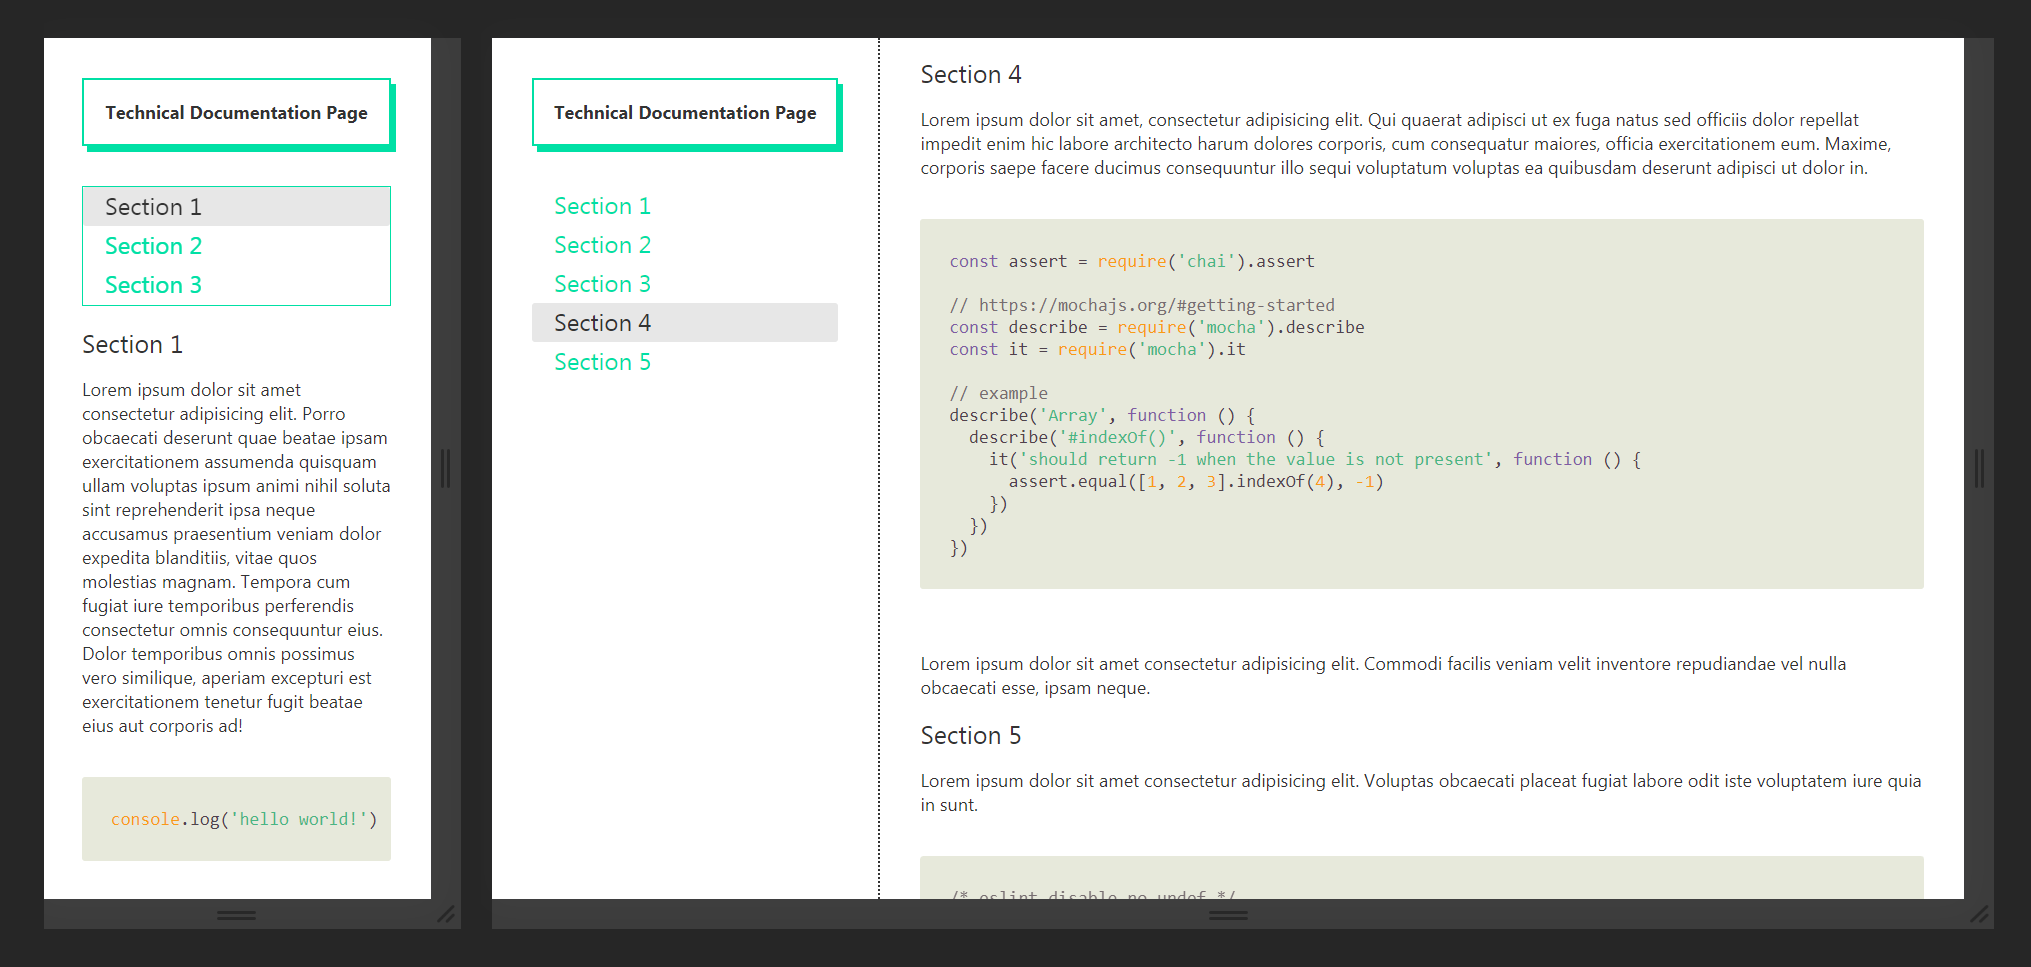 Technical Documentation Page
Section 1
Section 2
Section 3
Section 1
Lorem ipsum dolor sit amet
consectetur adipisicing elit. Porro
obcaecati deserunt quae beatae ipsam
exercitationem assumenda quisquam
ullam voluptas ipsum animi nihil soluta
sint reprehenderit ipsa neque
accusamus praesentium veniam dolor
expedita blanditiis, vitae quos
molestias magnam. Tempora cum
fugiat iure temporibus perferendis
consectetur omnis consequuntur eius.
Dolor temporibus omnis possimus
vero similique, aperiam excepturi est
exercitationem tenetur fugit beatae
eius aut corporis ad!
console.log('hello world!')
Technical Documentation Page
Section 1
Section 2
Section 3
Section 4
Section 5
Section 4
Lorem ipsum dolor sit amet, consectetur adipisicing elit. Qui quaerat adipisci ut ex fuga natus sed officiis dolor repellat
impedit enim hic labore architecto harum dolores corporis, cum consequatur maiores, officia exercitationem eum. Maxime,
corporis saepe facere ducimus consequuntur illo sequi voluptatum voluptas ea quibusdam deserunt adipisci ut dolor in.
const assert = require('chai').assert
// https://mochajs.org/#getting-started
const describe = require('mocha').describe
const it = require('mocha').it
// example
describe('Array', function () {
  describe('#indexOf()', function () {
    it('should return -1 when the value is not present', function () {
      assert.equal([1, 2, 3].indexOf(4), -1)
    })
  })
})
Lorem ipsum dolor sit amet consectetur adipisicing elit. Commodi facilis veniam velit inventore repudiandae vel nulla
obcaecati esse, ipsam neque.
Section 5
Lorem ipsum dolor sit amet consectetur adipisicing elit. Voluptas obcaecati placeat fugiat labore odit iste voluptatem iure quia
in sunt.
/* eslint disable no undef */